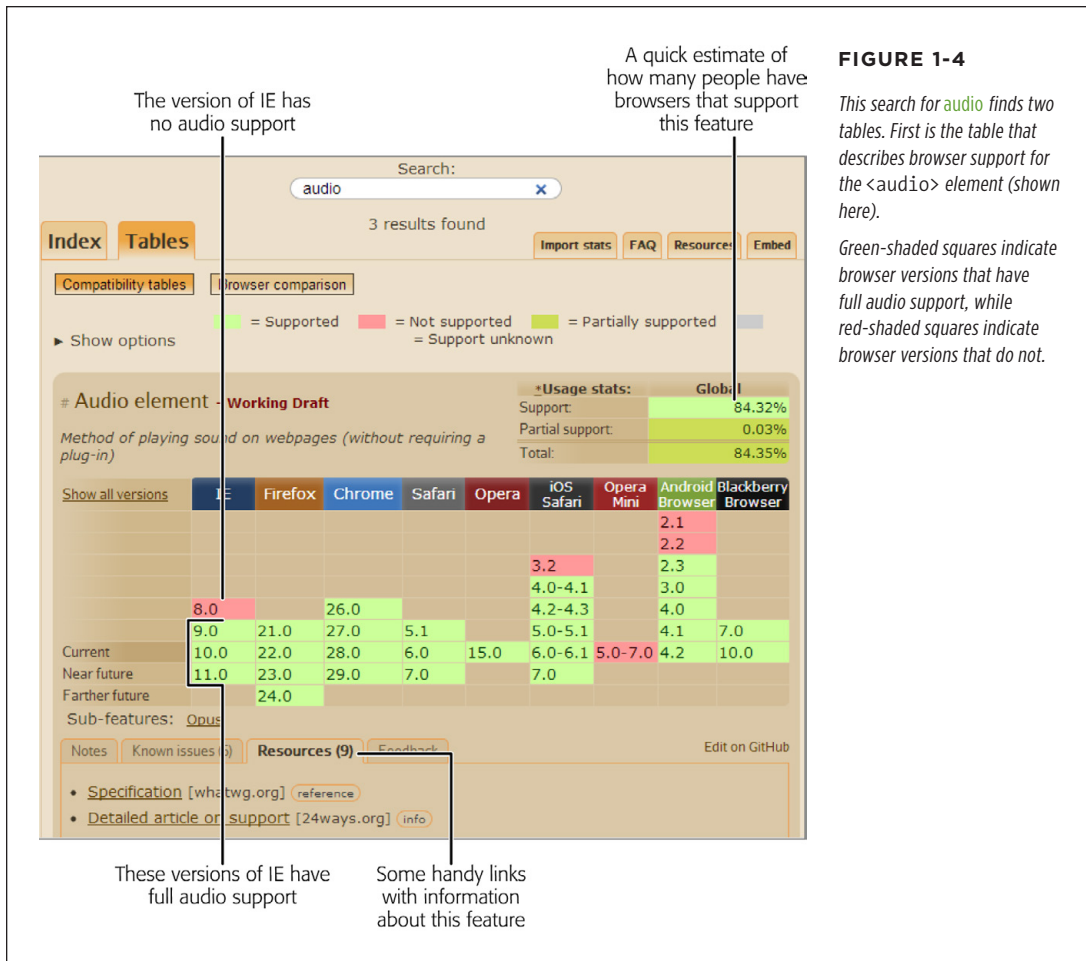 A quick estimate of
how many people have
browsers that support
this feature
The version of IE has
no audio support
FIGURE 1-4
This search for audio finds two
tables. First is the table that
describes browser support for
the <audio> element (shown
here).
Green-shaded squares indicate
browser versions that have
full audio support, while
red-shaded squares indicate
browser versions that do not.
Search:
audio ×
3 results found
Index Tables
Import stats FAQ Resources Embed
Compatibility tables Browser comparison
= Supported = Not supported = Partially supported
= Support unknown
▸ Show options
# Audio element - Working Draft
Method of playing sound on webpages (without requiring a
plug-in)
*Usage stats: Global
Support: 84.32%
Partial support: 0.03%
Total: 84.35%
Show all versions IE Firefox Chrome Safari Opera iOS Safari Opera Mini Android Browser Blackberry Browser
2.1
2.2
3.2 2.3
4.0-4.1 3.0
8.0 26.0 4.2-4.3 4.0
9.0 21.0 27.0 5.1 5.0-5.1 4.1 7.0
Current 10.0 22.0 28.0 6.0 15.0 6.0-6.1 5.0-7.0 4.2 10.0
Near future 11.0 23.0 29.0 7.0 7.0
Farther future 24.0
Sub-features: Opus
Notes Known issues (6) Resources (9) Feedback Edit on GitHub
• Specification [whatwg.org] reference
• Detailed article on support [24ways.org] info
These versions of IE have
full audio support
Some handy links
with information
about this feature